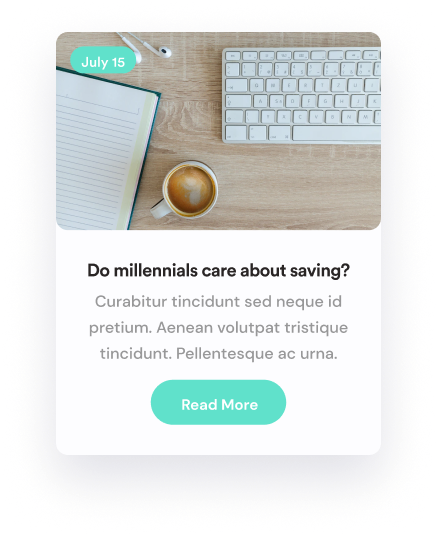 July 15
Do millennials care about saving?
Curabitur tincidunt sed neque id
pretium. Aenean volutpat tristique
tincidunt. Pellentesque ac urna.
Read More